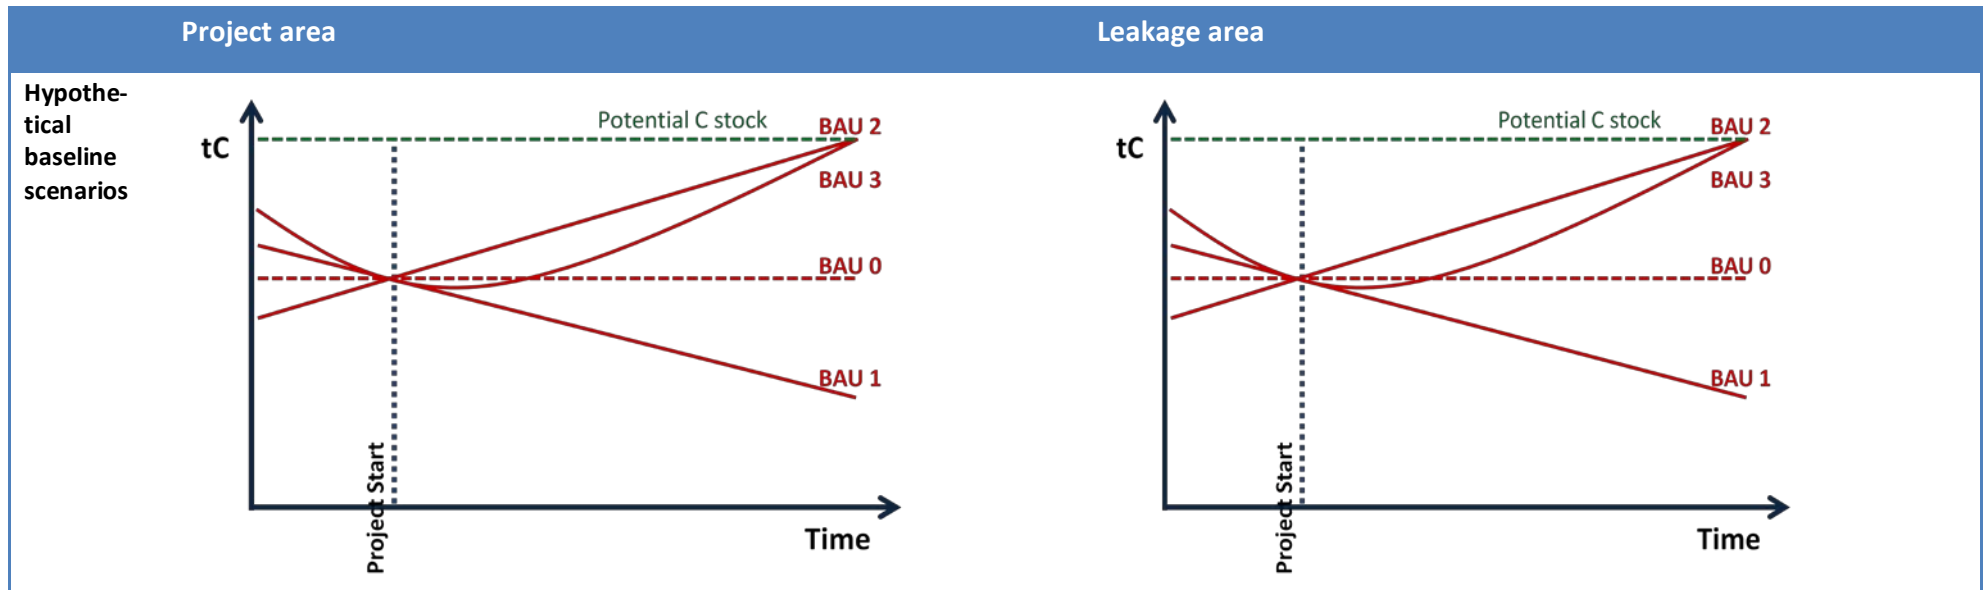 Project area
Leakage area
Hypothe-
tical
baseline
scenarios
tC
Potential C stock
BAU 2
BAU 3
BAU 0
BAU 1
Project Start
Time
tC
Potential C stock
BAU 2
BAU 3
BAU 0
BAU 1
Project Start
Time